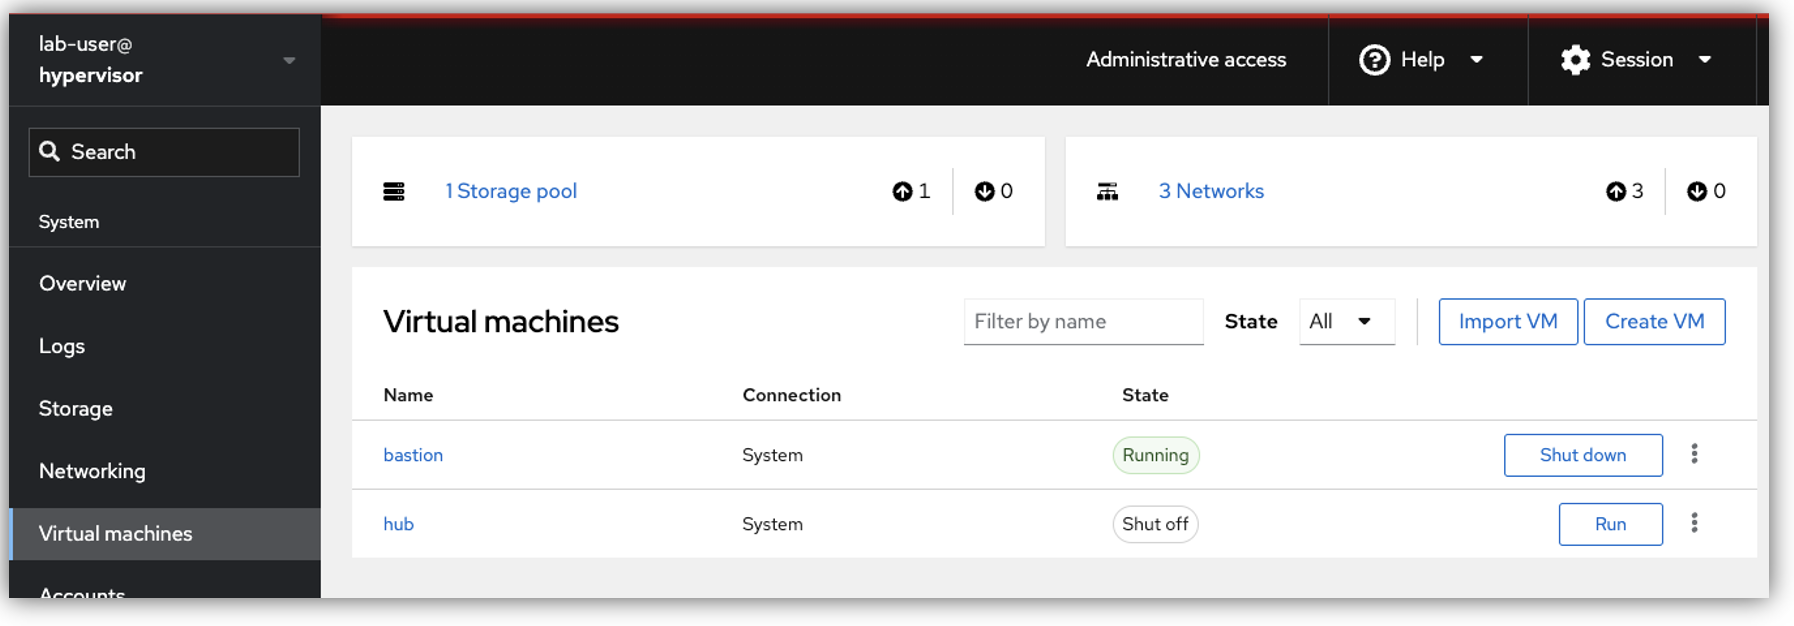 lab-user@
hypervisor
Administrative access
Help
Session
Search
System
Overview
Logs
Storage
Networking
Virtual machines
Accounts
1 Storage pool
1
0
3 Networks
3
0
Virtual machines
Filter by name
State
All
Import VM
Create VM
Name Connection State
bastion System Running Shut down
hub System Shut off Run